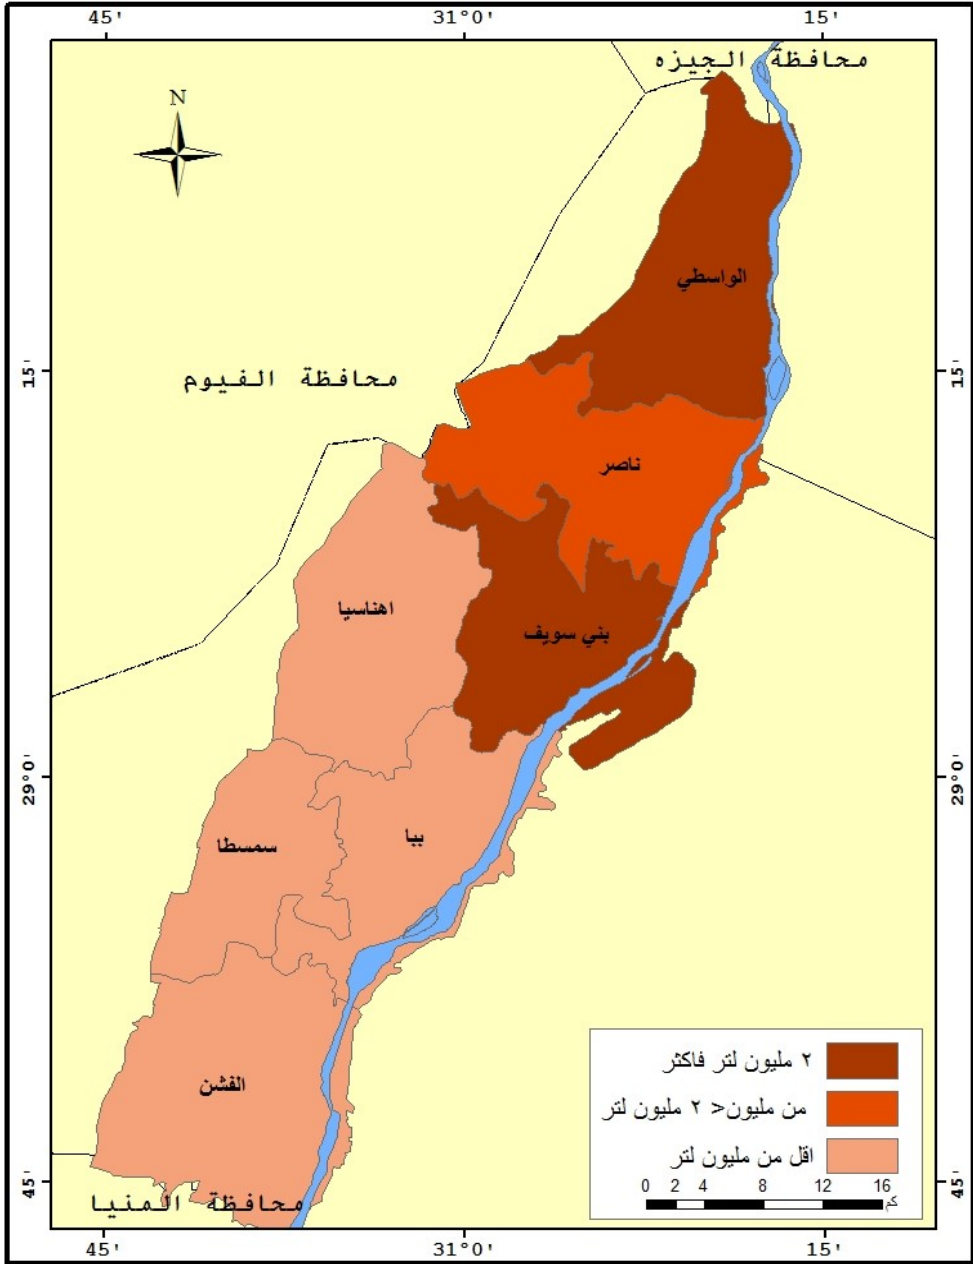 45'
31°0'
15'
محافظة الجيزه
N
الواسطي
15'
15'
محافظة الفيوم
ناصر
اهناسيا
بني سويف
29°0'
29°0'
ببا
سمسطا
الفشن
٢ مليون لتر فاكثر
من مليون< ٢ مليون لتر
اقل من مليون لتر
0 2 4 8 12 16
كم
45'
45'
محافظة المنيا
45'
31°0'
15'